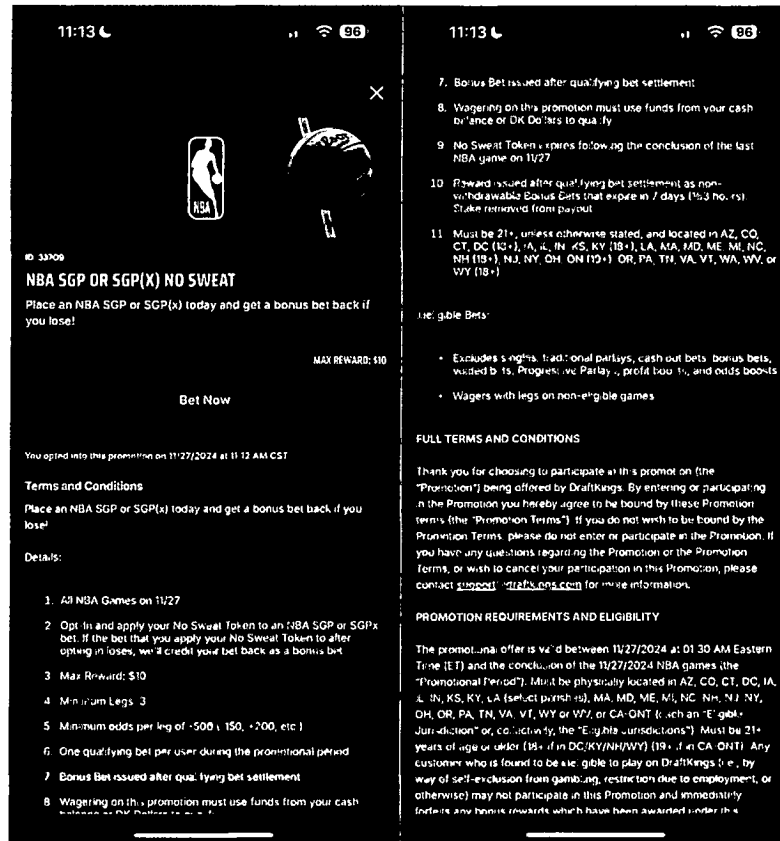 11:13
96
NBA
ID: 33709
NBA SGP OR SGP(X) NO SWEAT
Place an NBA SGP or SGP(x) today and get a bonus bet back if
you lose!
MAX REWARD: $10
Bet Now
You opted into this promotion on 11/27/2024 at 11:12 AM CST
Terms and Conditions
Place an NBA SGP or SGP(x) today and get a bonus bet back if you
lose!
Details:
1. All NBA Games on 11/27
2. Opt-In and apply your No Sweat Token to an NBA SGP or SGPx
bet. If the bet that you apply your No Sweat Token to after
opting in loses, we'll credit your bet back as a bonus bet
3. Max Reward: $10
4. Minimum Legs: 3
5. Minimum odds per leg of -500 ( 150, +200, etc.)
6. One qualifying bet per user during the promotional period
7. Bonus Bet issued after qualifying bet settlement
8. Wagering on this promotion must use funds from your cash
balance or DK Dollars to qualify
11:13
96
7. Bonus Bet issued after qualifying bet settlement
8. Wagering on this promotion must use funds from your cash
balance or DK Dollars to qualify
9. No Sweat Token expires following the conclusion of the last
NBA game on 11/27
10. Reward issued after qualifying bet settlement as non-
withdrawable Bonus Bets that expire in 7 days (168 hours).
Stake removed from payout
11. Must be 21+, unless otherwise stated, and located in AZ, CO,
CT, DC (18+), IA, IL, IN, KS, KY (18+), LA, MA, MD, ME, MI, NC,
NH (18+), NJ, NY, OH, ON (19+), OR, PA, TN, VA, VT, WA, WV, or
WY (18+)
Ineligible Bets:
• Excludes singles, traditional parlays, cash out bets, bonus bets,
voided bets, Progressive Parlays, profit boosts, and odds boosts
• Wagers with legs on non-eligible games
FULL TERMS AND CONDITIONS
Thank you for choosing to participate in this promotion (the
"Promotion") being offered by DraftKings. By entering or participating
in the Promotion you hereby agree to be bound by these Promotion
terms (the "Promotion Terms"). If you do not wish to be bound by the
Promotion Terms, please do not enter or participate in the Promotion. If
you have any questions regarding the Promotion or the Promotion
Terms, or wish to cancel your participation in this Promotion, please
contact support@draftkings.com for more information.
PROMOTION REQUIREMENTS AND ELIGIBILITY
The promotional offer is valid between 11/27/2024 at 01:30 AM Eastern
Time (ET) and the conclusion of the 11/27/2024 NBA games (the
"Promotional Period"). Must be physically located in AZ, CO, CT, DC, IA,
IL, IN, KS, KY, LA (select parishes), MA, MD, ME, MI, NC, NH, NJ, NY,
OH, OR, PA, TN, VA, VT, WY or WV, or CA-ONT (each an "Eligible
Jurisdiction" or, collectively, the "Eligible Jurisdictions"). Must be 21+
years of age or older (18+ if in DC/KY/NH/WY) (19+ if in CA-ONT). Any
customer who is found to be ineligible to play on DraftKings (i.e., by
way of self-exclusion from gambling, restriction due to employment, or
otherwise) may not participate in this Promotion and immediately
forfeits any bonus rewards which have been awarded under this